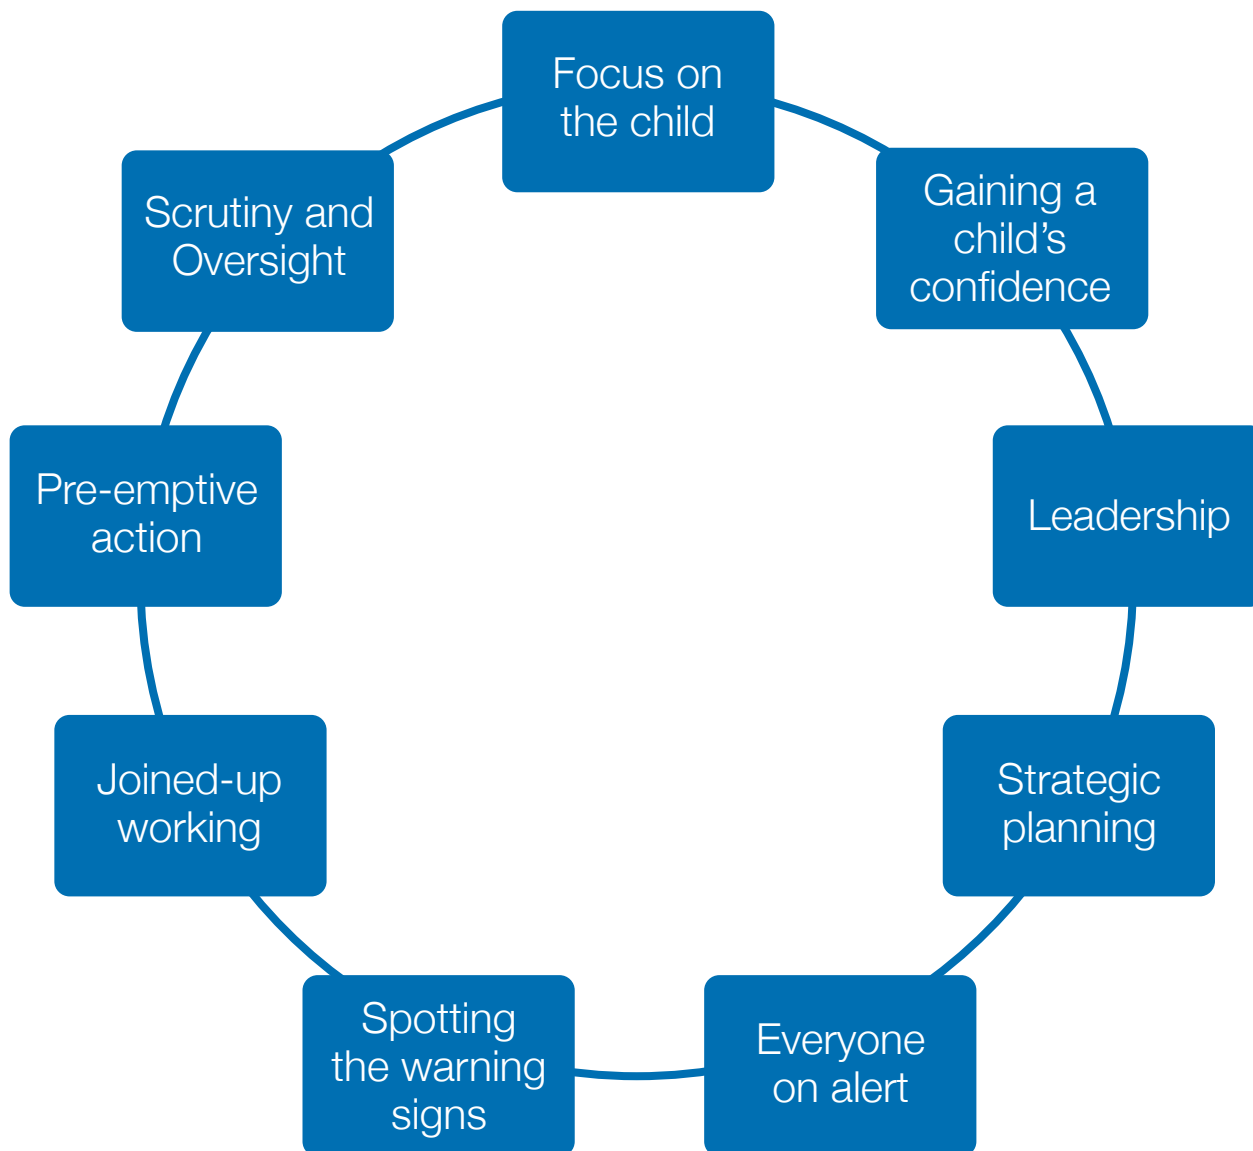 Focus on
the child
Gaining a
child’s
confidence
Leadership
Strategic
planning
Everyone
on alert
Spotting
the warning
signs
Joined-up
working
Pre-emptive
action
Scrutiny and
Oversight